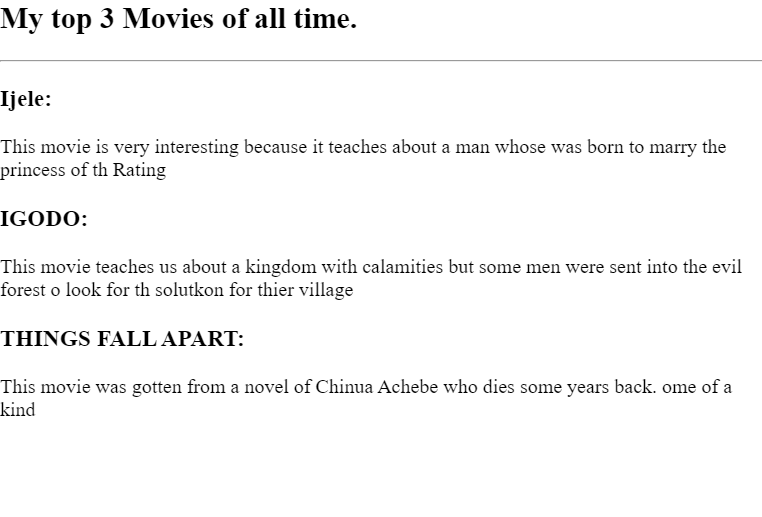 My top 3 Movies of all time.
Ijele:
This movie is very interesting because it teaches about a man whose was born to marry the
princess of th Rating
IGODO:
This movie teaches us about a kingdom with calamities but some men were sent into the evil
forest o look for th solutkon for thier village
THINGS FALL APART:
This movie was gotten from a novel of Chinua Achebe who dies some years back. ome of a
kind